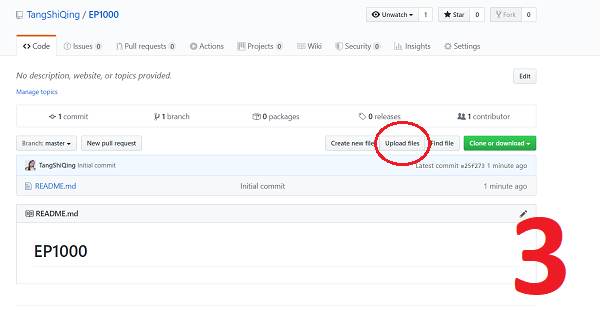 TangShiQing / EP1000
Unwatch 1 Star 0 Fork 0
Code Issues 0 Pull requests 0 Actions Projects 0 Wiki Security 0 Insights Settings
No description, website, or topics provided. Edit
Manage topics
1 commit 1 branch 0 packages 0 releases 1 contributor
Branch: master New pull request Create new file Upload files Find file Clone or download
TangShiQing Initial commit Latest commit e25f273 1 minute ago
README.md Initial commit 1 minute ago
README.md
EP1000
3